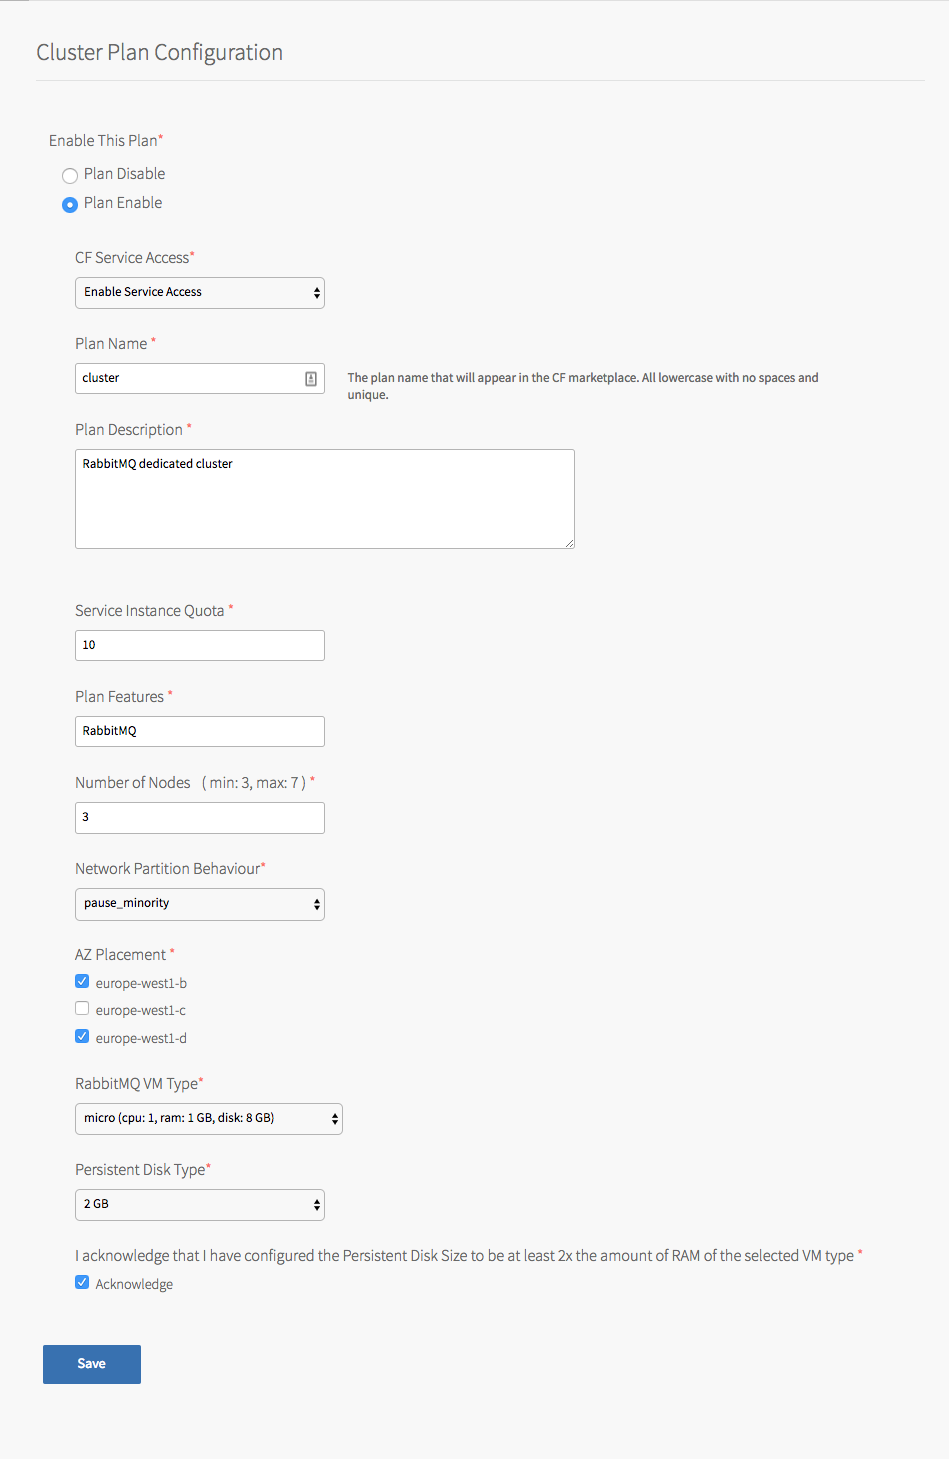 Cluster Plan Configuration
Enable This Plan*
Plan Disable
Plan Enable
CF Service Access*
Enable Service Access
Plan Name *
cluster
The plan name that will appear in the CF marketplace. All lowercase with no spaces and
unique.
Plan Description *
RabbitMQ dedicated cluster
Service Instance Quota *
10
Plan Features *
RabbitMQ
Number of Nodes ( min: 3, max: 7 ) *
3
Network Partition Behaviour*
pause_minority
AZ Placement *
europe-west1-b
europe-west1-c
europe-west1-d
RabbitMQ VM Type*
micro (cpu: 1, ram: 1 GB, disk: 8 GB)
Persistent Disk Type*
2 GB
I acknowledge that I have configured the Persistent Disk Size to be at least 2x the amount of RAM of the selected VM type *
Acknowledge
Save